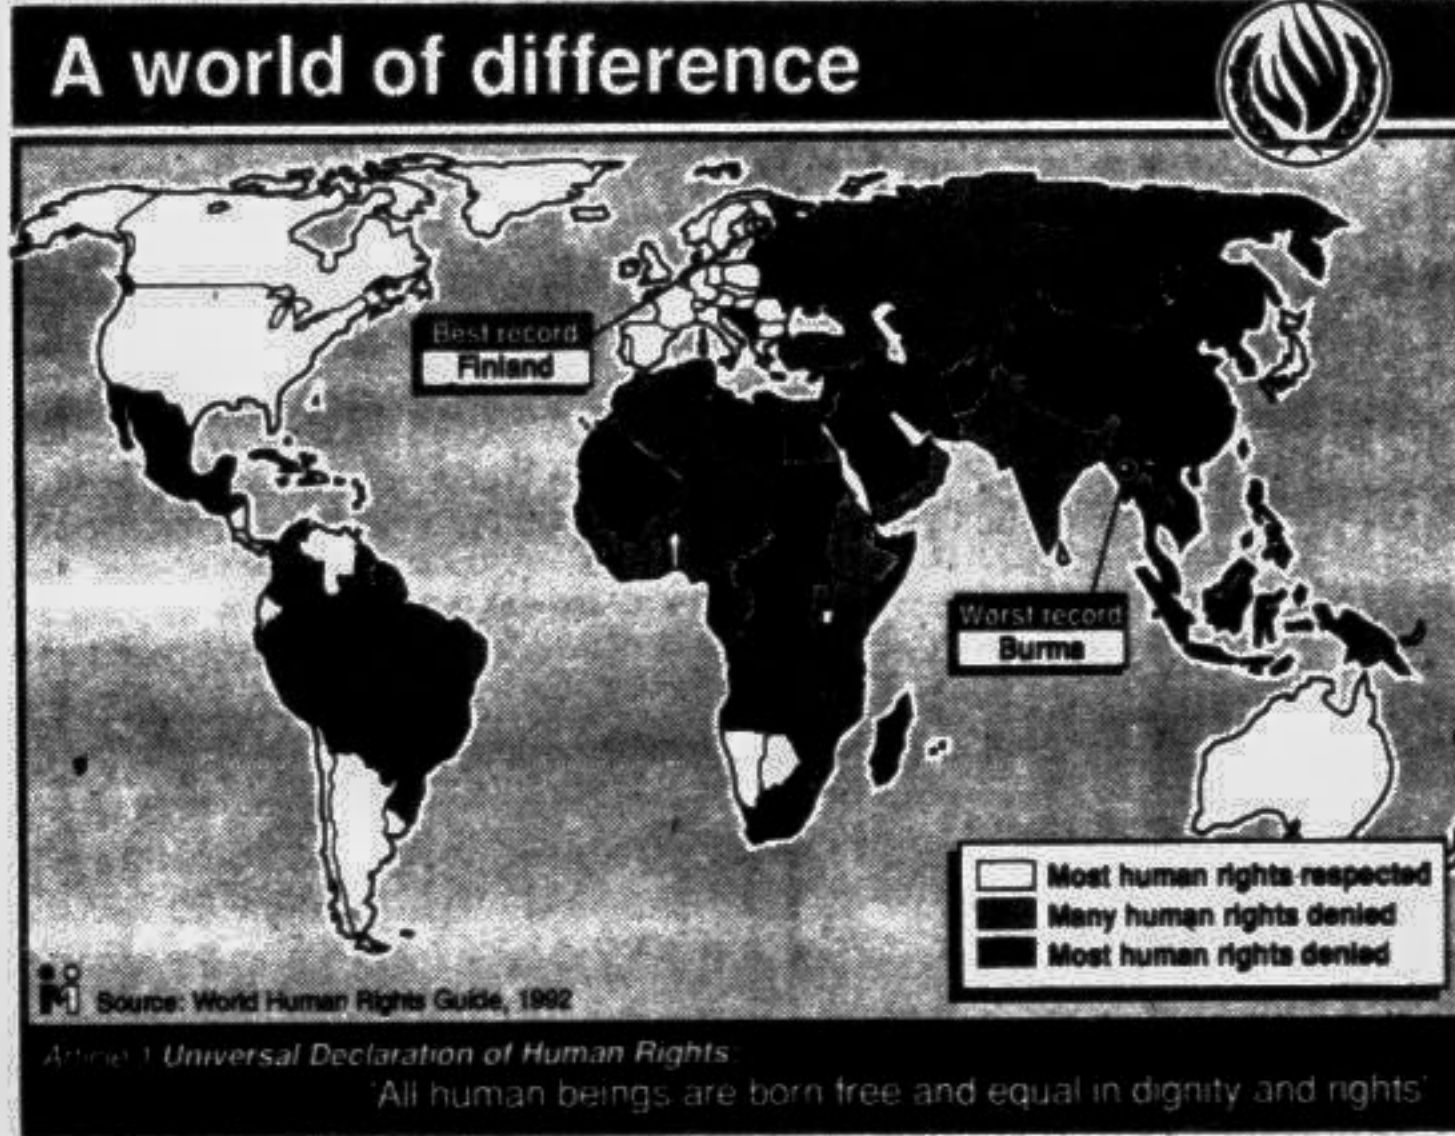 A world of difference
Best record
Finland
Worst record
Burma
Most human rights respected
Many human rights denied
Most human rights denied
Source: World Human Rights Guide, 1992
Article 1 Universal Declaration of Human Rights:
'All human beings are born free and equal in dignity and rights'